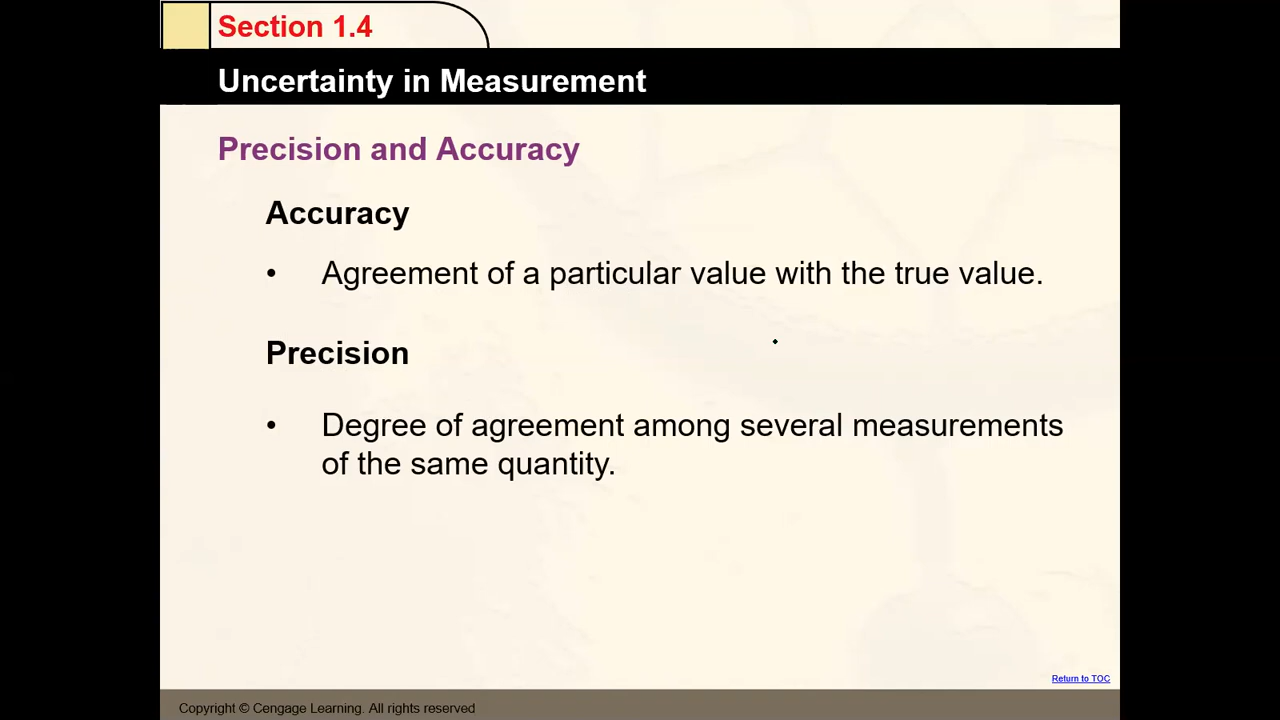 Section 1.4
Uncertainty in Measurement
Precision and Accuracy
Accuracy
• Agreement of a particular value with the true value.
Precision
• Degree of agreement among several measurements
of the same quantity.
Return to TOC
Copyright © Cengage Learning. All rights reserved